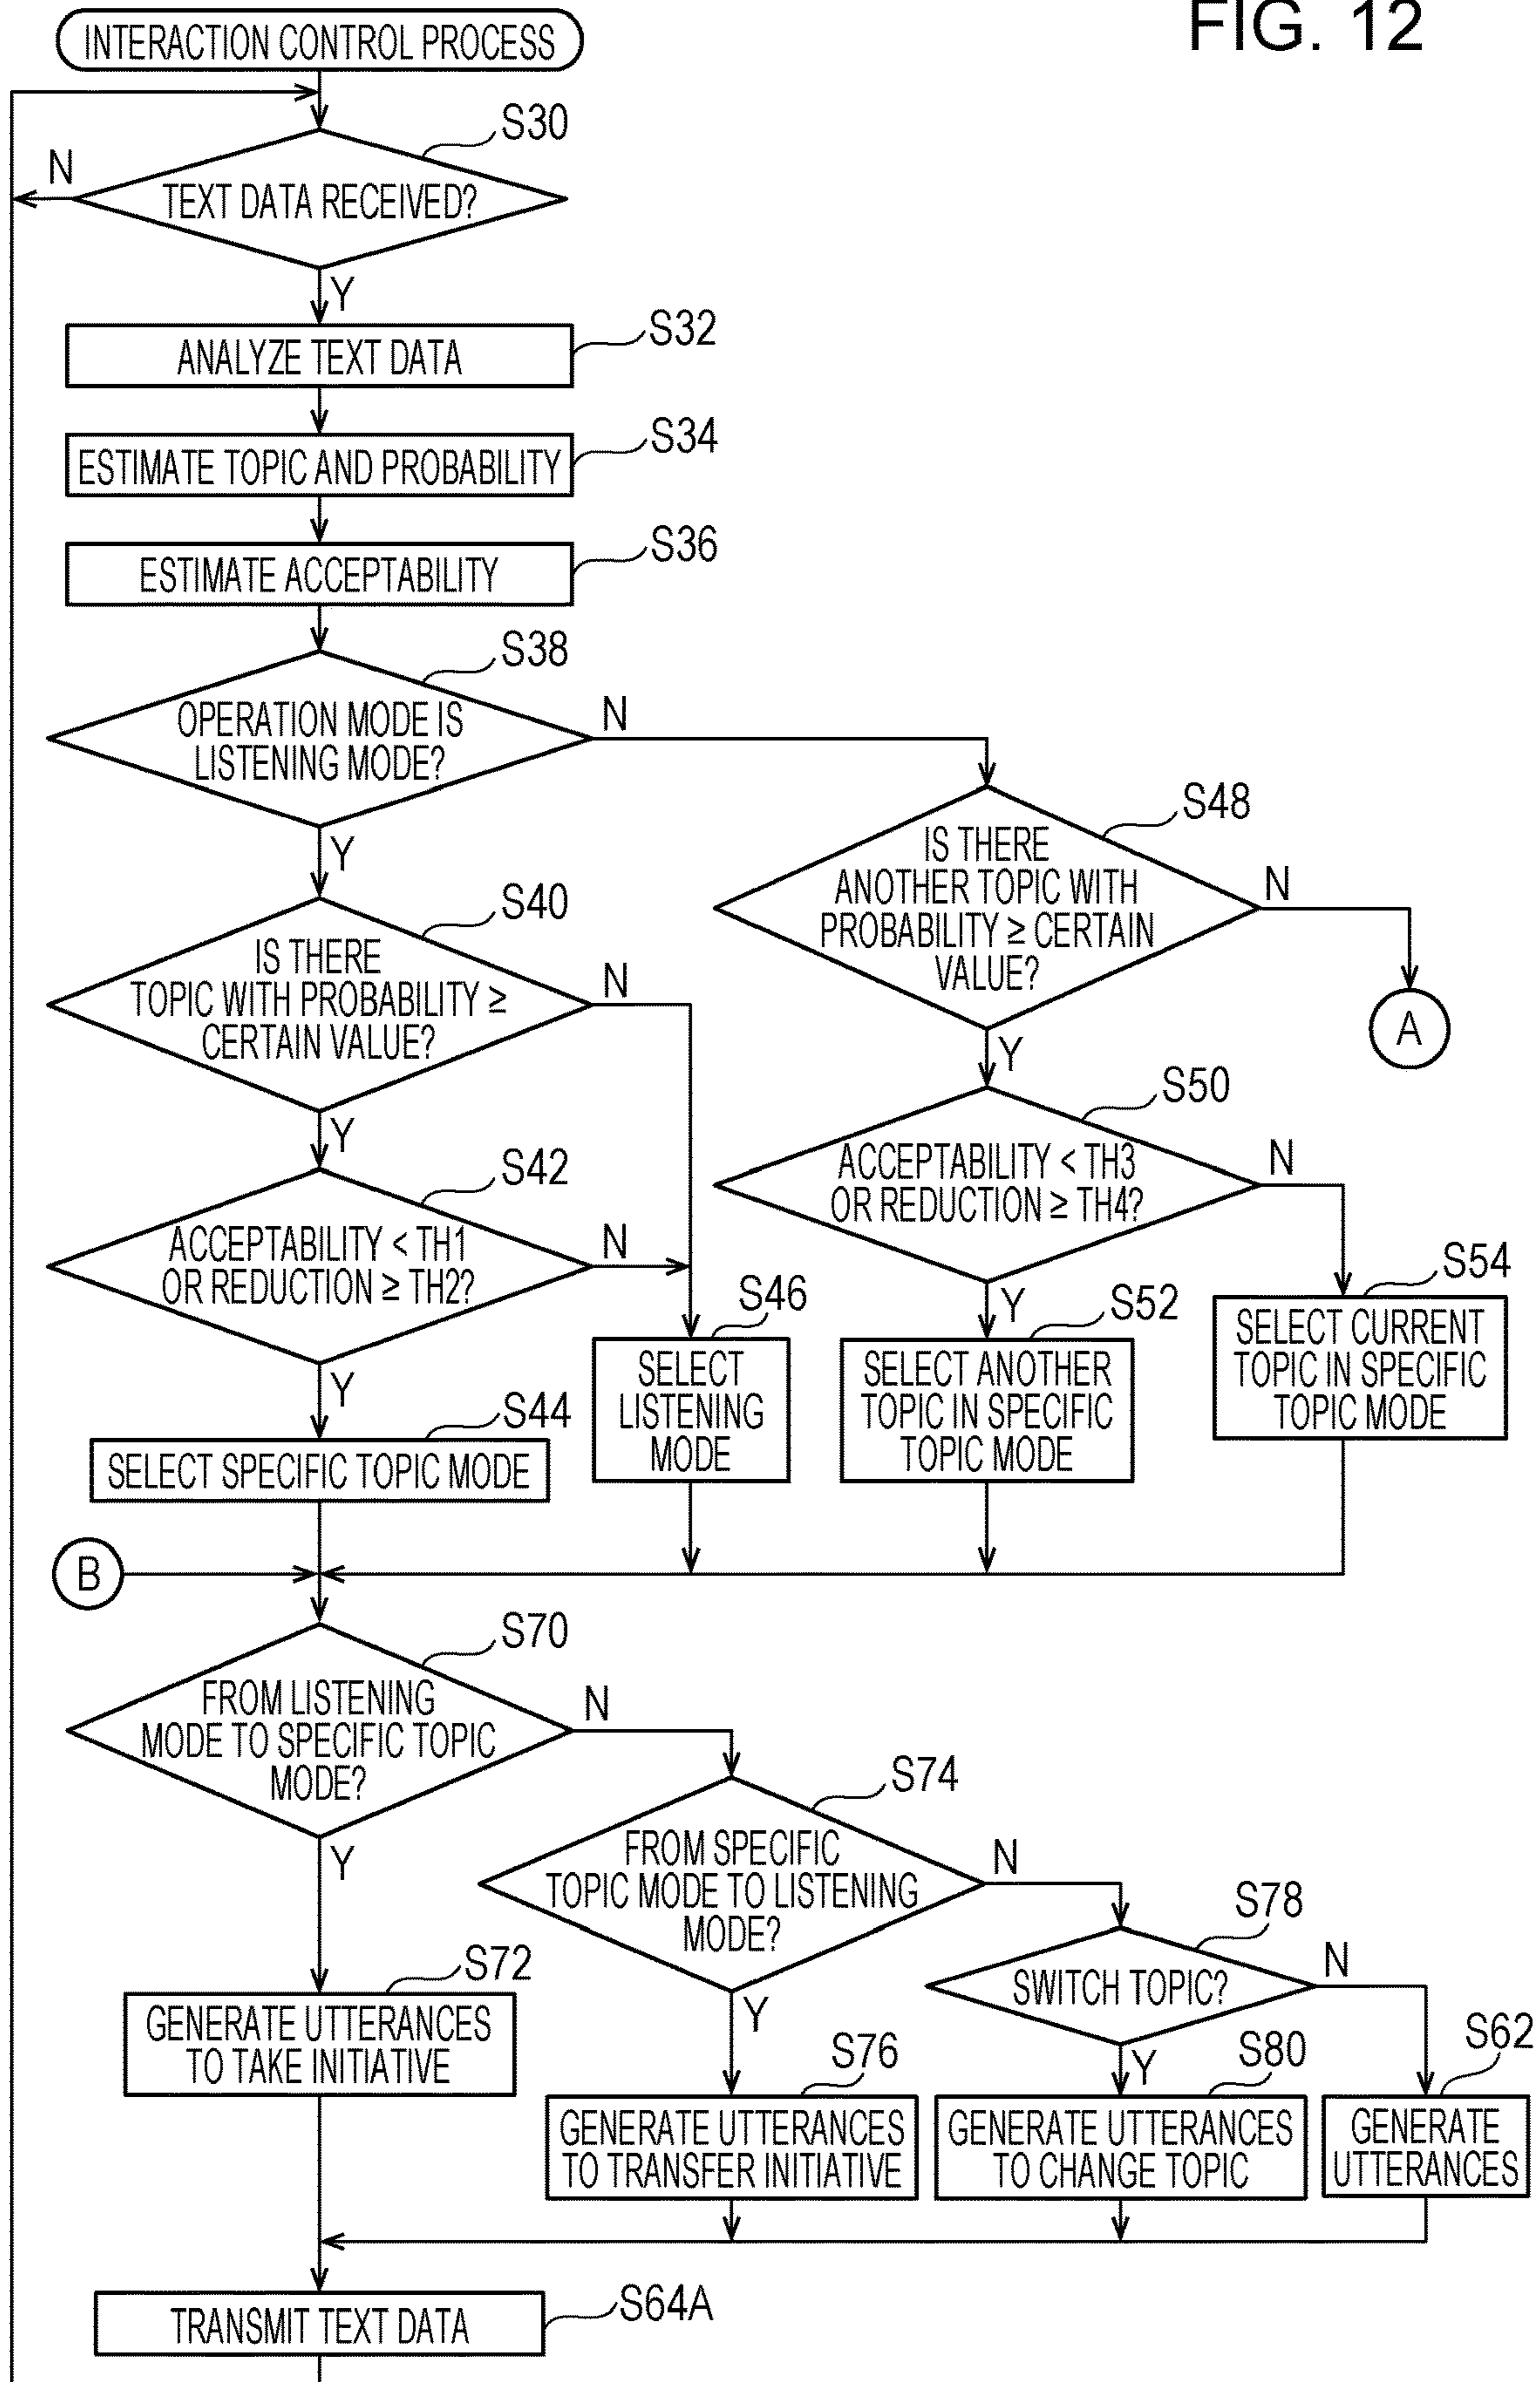 FIG. 12
INTERACTION CONTROL PROCESS
S30
N
TEXT DATA RECEIVED?
Y
S32
ANALYZE TEXT DATA
S34
ESTIMATE TOPIC AND PROBABILITY
S36
ESTIMATE ACCEPTABILITY
S38
OPERATION MODE IS
LISTENING MODE?
N
Y
S48
IS THERE
ANOTHER TOPIC WITH
PROBABILITY ≥ CERTAIN
VALUE?
N
A
Y
S40
IS THERE
TOPIC WITH PROBABILITY ≥
CERTAIN VALUE?
N
Y
S50
ACCEPTABILITY < TH3
OR REDUCTION ≥ TH4?
N
Y
S42
ACCEPTABILITY < TH1
OR REDUCTION ≥ TH2?
N
Y
S44
SELECT SPECIFIC TOPIC MODE
S46
SELECT
LISTENING
MODE
S52
SELECT ANOTHER
TOPIC IN SPECIFIC
TOPIC MODE
S54
SELECT CURRENT
TOPIC IN SPECIFIC
TOPIC MODE
B
S70
FROM LISTENING
MODE TO SPECIFIC TOPIC
MODE?
N
Y
S74
FROM SPECIFIC
TOPIC MODE TO LISTENING
MODE?
N
Y
S78
SWITCH TOPIC?
N
Y
S72
GENERATE UTTERANCES
TO TAKE INITIATIVE
S76
GENERATE UTTERANCES
TO TRANSFER INITIATIVE
S80
GENERATE UTTERANCES
TO CHANGE TOPIC
S62
GENERATE
UTTERANCES
S64A
TRANSMIT TEXT DATA